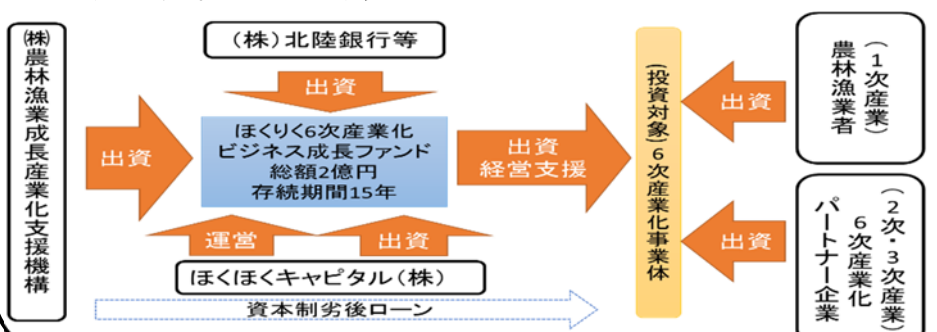 ㈱農林漁業成長産業化支援機構
出資
(株)北陸銀行等
出資
ほくりく6次産業化
ビジネス成長ファンド
総額2億円
存続期間15年
運営
出資
ほくほくキャピタル(株)
資本制劣後ローン
出資
経営支援
(投資対象)6次産業化事業体
出資
(1次産業)
農林漁業者
出資
(2次・3次産業)
6次産業化
パートナー企業